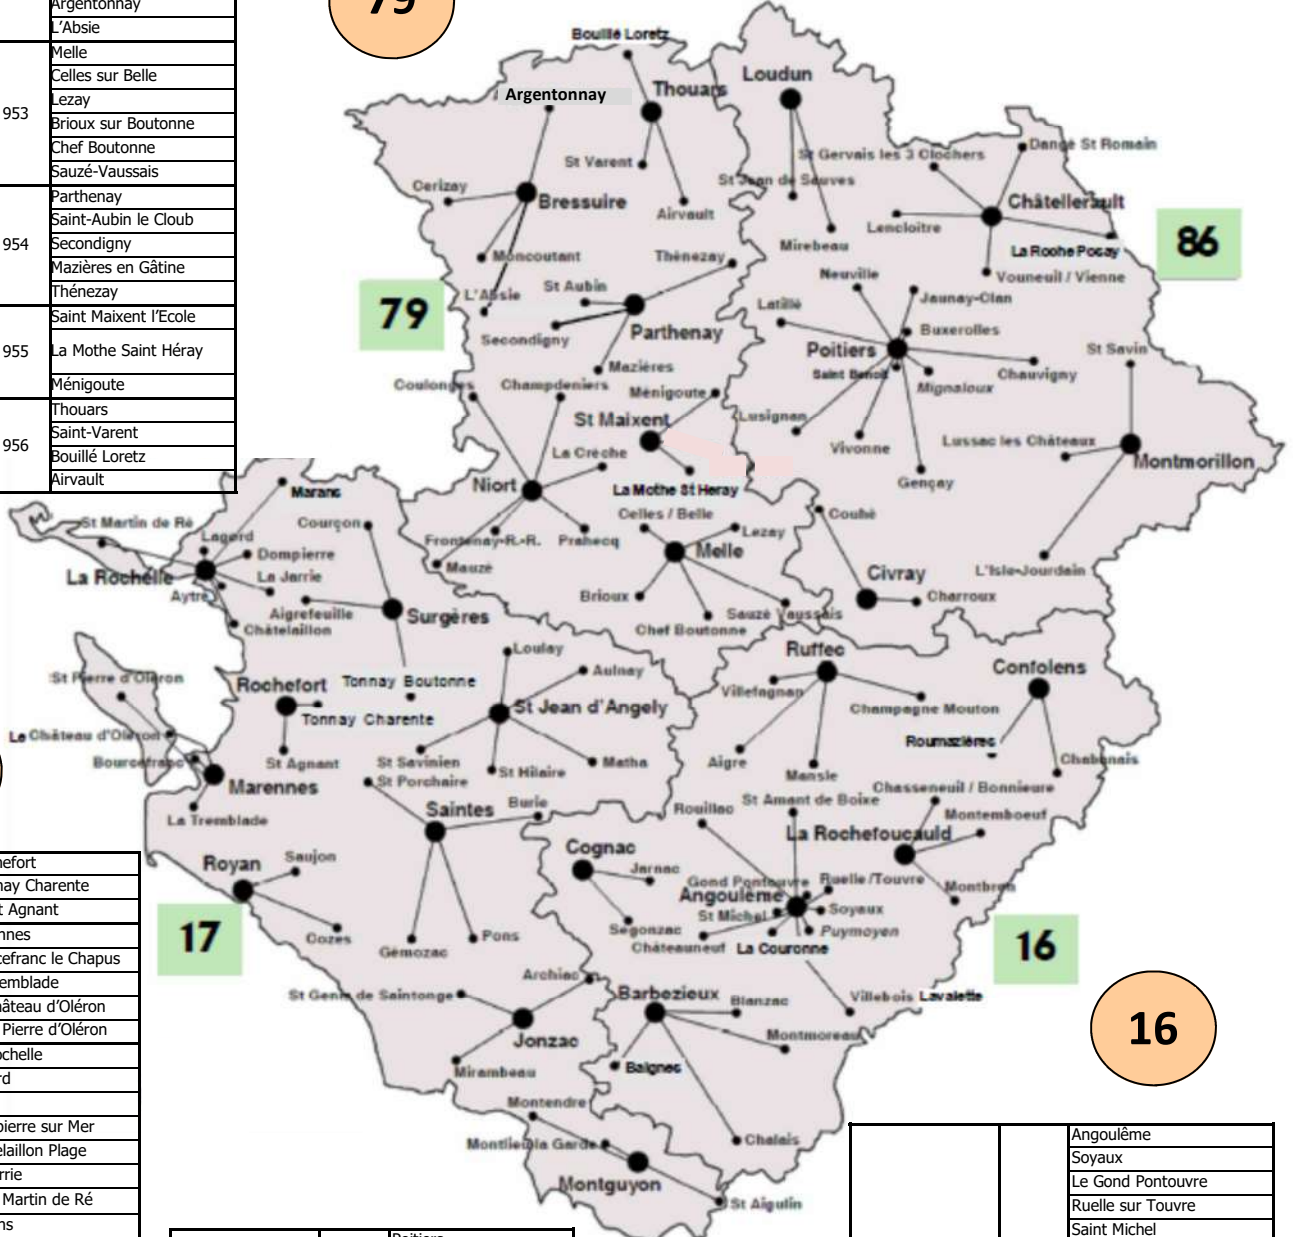 Argentonnay
L'Absie
953
Melle
Celles sur Belle
Lezay
Brioux sur Boutonne
Chef Boutonne
Sauzé-Vaussais
954
Parthenay
Saint-Aubin le Cloub
Secondigny
Mazières en Gâtine
Thénezay
955
Saint Maixent l'Ecole
La Mothe Saint Héray
Ménigoute
956
Thouars
Saint-Varent
Bouillé Loretz
Airvault
79
Bouillé Loretz
Loudun
Thouars
Argentonnay
Dangé St Romain
St Gervais les 3 Clochers
St Varent
St Jean de Sauves
Cerizay
Bressuire
Châtellerault
Airvault
Lencloître
86
Mirebeau
La Roche Posay
Moncoutant
Thénezay
Neuville
Vouneuil / Vienne
St Aubin
L'Absie
Jaunay-Clan
79
Latillé
Parthenay
Buxerolles
Secondigny
Poitiers
St Savin
Mazières
Saint Benoit
Chauvigny
Coulonges
Champdeniers
Mignaloux
Ménigoute
St Maixent
Lusignan
Lussac les Châteaux
Vivonne
La Crèche
Montmorillon
Niort
La Mothe St Heray
Gençay
Marans
Celles / Belle
Couhé
St Martin de Ré
Courçon
Lezay
Lagord
Frontenay-R.-R.
Prahecq
Dompierre
Melle
Mauzé
La Rochelle
La Jarrie
L'Isle-Jourdain
Civray
Aytré
Brioux
Charroux
Aigrefeuille
Surgères
Sauzé Vaussais
Châtelaillon
Chef Boutonne
Loulay
Ruffec
Aulnay
Confolens
St Pierre d'Oléron
Rochefort
Tonnay Boutonne
Villefagnan
St Jean d'Angely
Champagne Mouton
Tonnay Charente
Le Château d'Oléron
Roumazières
Bourcefranc
St Agnant
St Savinien
St Hilaire
Matha
Aigre
Chabanais
Mansle
Marennes
St Porchaire
Chasseneuil / Bonnieure
Burie
St Amant de Boixe
Saintes
Rouillac
Montemboeuf
La Tremblade
La Rochefoucauld
Cognac
Royan
Saujon
Jarnac
Gond Pontouvre
Ruelle /Touvre
Montbron
Angoulême
St Michel
Soyaux
17
Segonzac
Puymoyen
16
Cozes
Gémozac
Pons
Châteauneuf
La Couronne
Archiac
St Genis de Saintonge
Barbezieux
Blanzac
Villebois Lavalette
16
Jonzac
Montmoreau
Baignes
Mirambeau
Montendre
Montlieu la Garde
Chalais
Montguyon
St Aigulin
Angoulême
Soyaux
Le Gond Pontouvre
Ruelle sur Touvre
Saint Michel